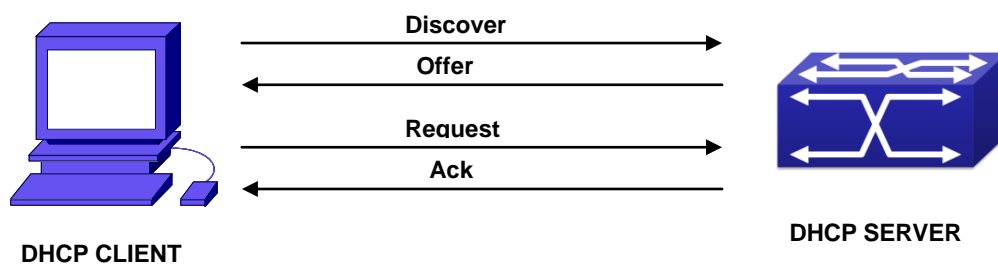 Discover
Offer
Request
Ack
DHCP CLIENT
DHCP SERVER